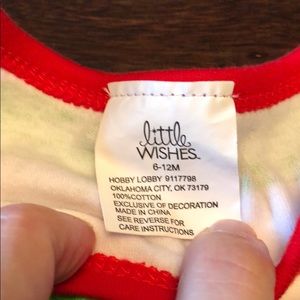 little
WISHES™
6-12M
HOBBY LOBBY 9117798
OKLAHOMA CITY, OK 73179
100%COTTON
EXCLUSIVE OF DECORATION
MADE IN CHINA
SEE REVERSE FOR
CARE INSTRUCTIONS